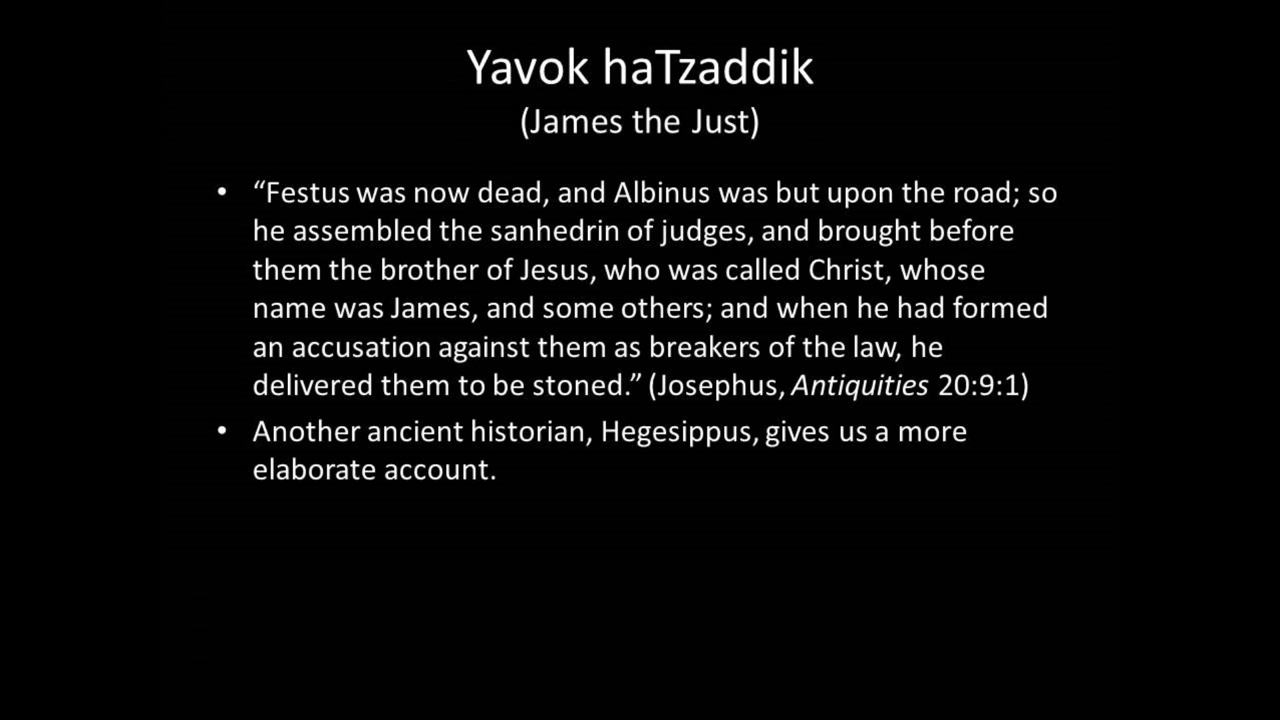 Yavok haTzaddik
(James the Just)
• “Festus was now dead, and Albinus was but upon the road; so
he assembled the sanhedrin of judges, and brought before
them the brother of Jesus, who was called Christ, whose
name was James, and some others; and when he had formed
an accusation against them as breakers of the law, he
delivered them to be stoned.” (Josephus, Antiquities 20:9:1)
• Another ancient historian, Hegesippus, gives us a more
elaborate account.